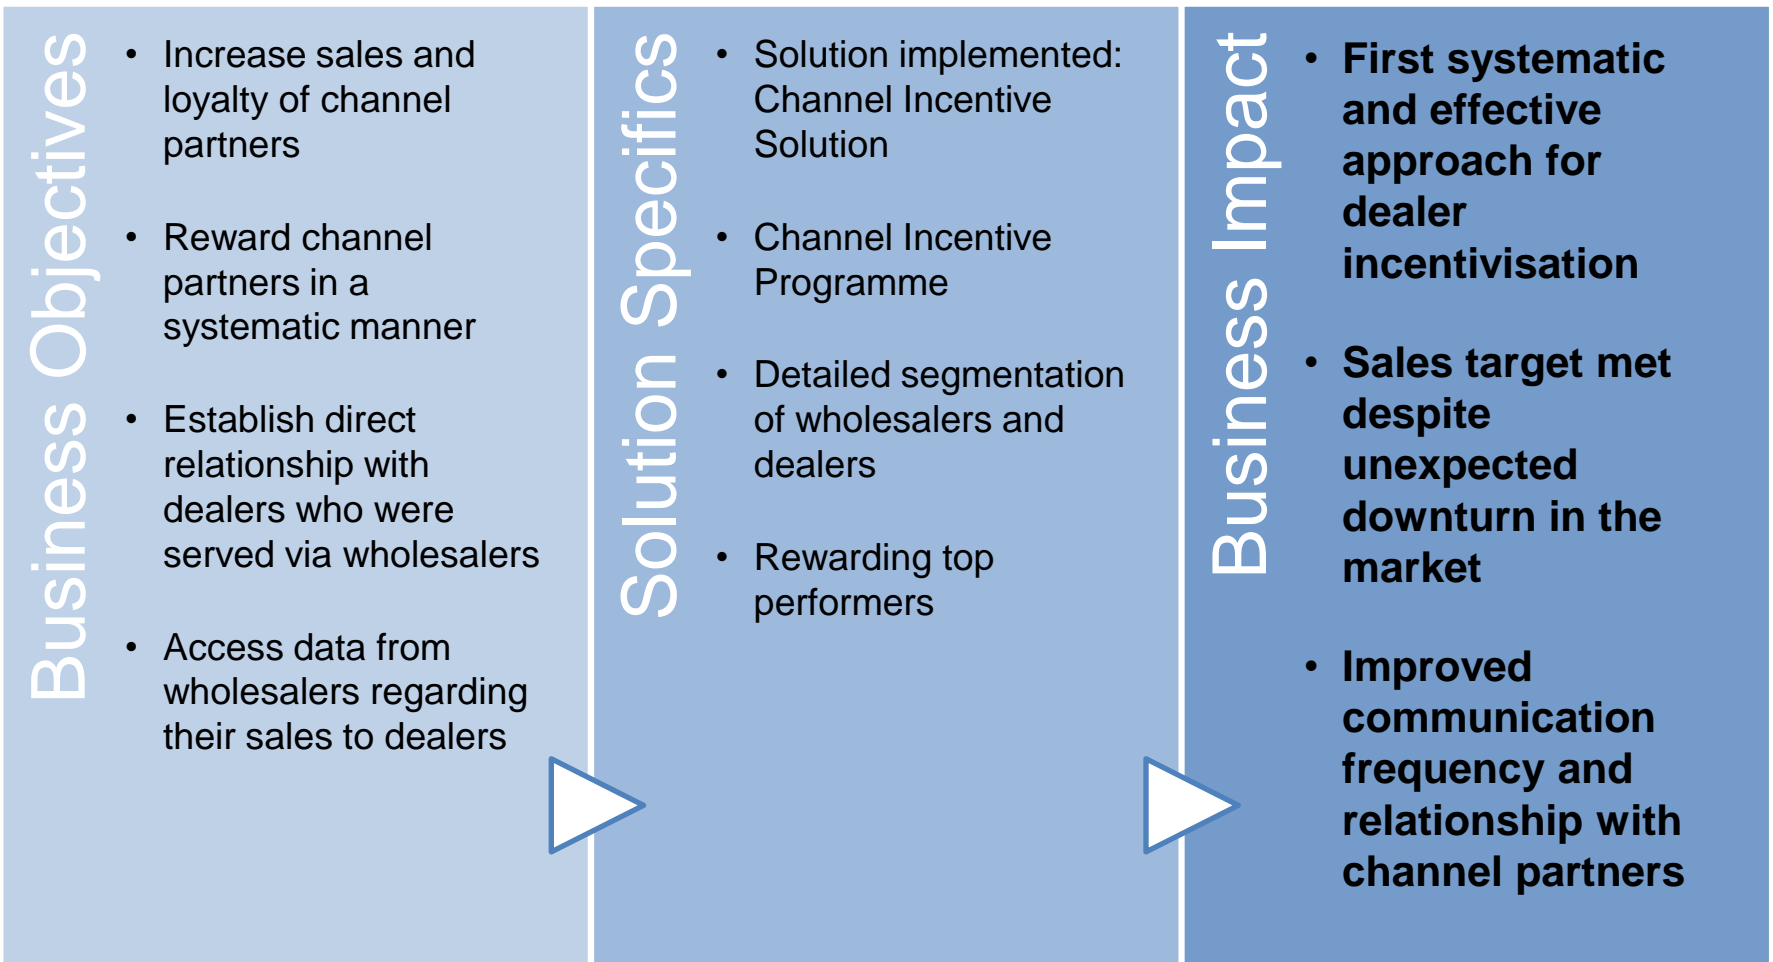 Business Objectives
• Increase sales and
loyalty of channel
partners
• Reward channel
partners in a
systematic manner
• Establish direct
relationship with
dealers who were
served via wholesalers
• Access data from
wholesalers regarding
their sales to dealers
Solution Specifics
• Solution implemented:
Channel Incentive
Solution
• Channel Incentive
Programme
• Detailed segmentation
of wholesalers and
dealers
• Rewarding top
performers
Business Impact
• First systematic
and effective
approach for
dealer
incentivisation
• Sales target met
despite
unexpected
downturn in the
market
• Improved
communication
frequency and
relationship with
channel partners